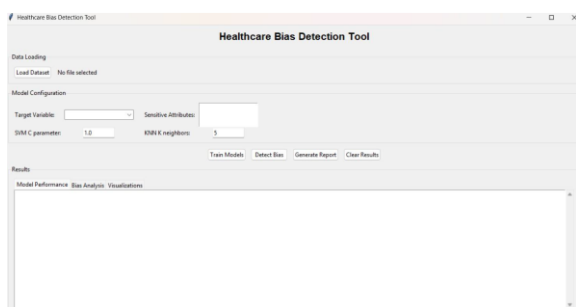 Healthcare Bias Detection Tool
Healthcare Bias Detection Tool
Data Loading
Load Dataset No file selected
Model Configuration
Target Variable: Sensitive Attributes:
SVM C parameter: 1.0 KNN K neighbors: 5
Train Models Detect Bias Generate Report Clear Results
Results
Model Performance Bias Analysis Visualizations